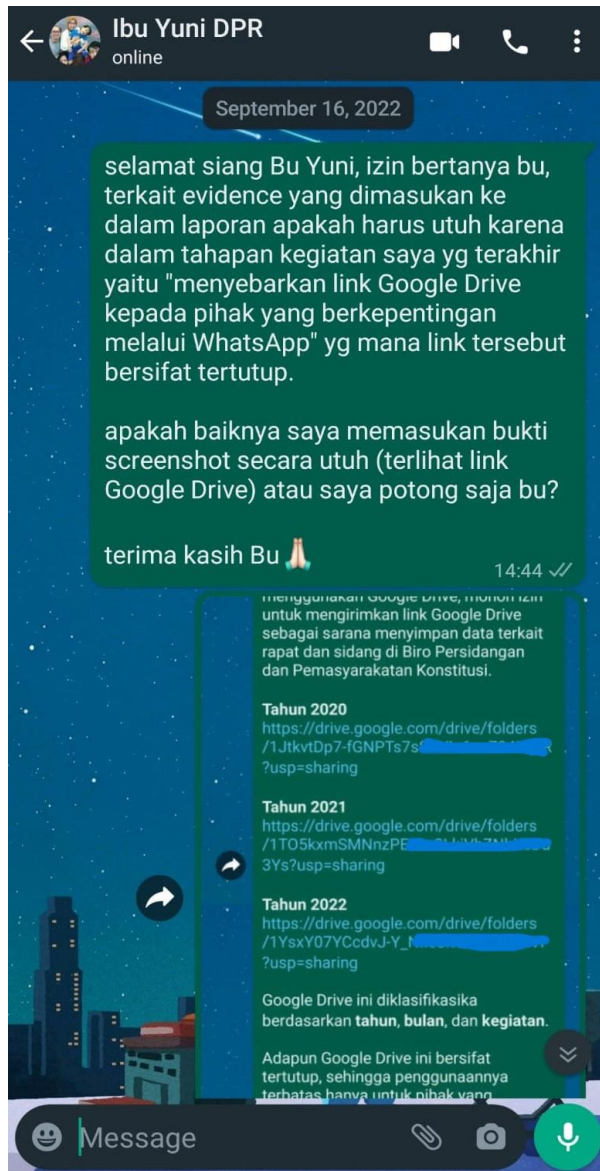 Ibu Yuni DPR
online
September 16, 2022
selamat siang Bu Yuni, izin bertanya bu,
terkait evidence yang dimasukan ke
dalam laporan apakah harus utuh karena
dalam tahapan kegiatan saya yg terakhir
yaitu "menyebarkan link Google Drive
kepada pihak yang berkepentingan
melalui WhatsApp" yg mana link tersebut
bersifat tertutup.
apakah baiknya saya memasukan bukti
screenshot secara utuh (terlihat link
Google Drive) atau saya potong saja bu?
terima kasih Bu 🙏🏻
14:44
menggunakan Google Drive, mohon izin
untuk mengirimkan link Google Drive
sebagai sarana menyimpan data terkait
rapat dan sidang di Biro Persidangan
dan Pemasyarakatan Konstitusi.
Tahun 2020
https://drive.google.com/drive/folders
/1JtkvtDp7-fGNPTs7s
?usp=sharing
Tahun 2021
https://drive.google.com/drive/folders
/1TO5kxmSMNnzPE
3Ys?usp=sharing
Tahun 2022
https://drive.google.com/drive/folders
/1YsxY07YCcdvJ-Y_
?usp=sharing
Google Drive ini diklasifikasika
berdasarkan tahun, bulan, dan kegiatan.
Adapun Google Drive ini bersifat
tertutup, sehingga penggunaannya
terbatas hanya untuk pihak yang
Message